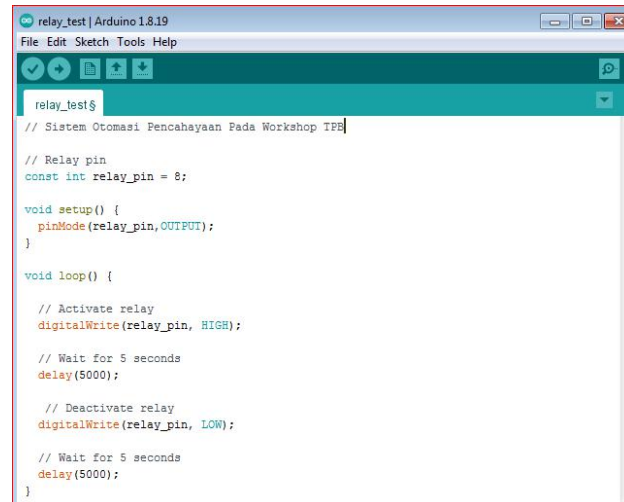 relay_test | Arduino 1.8.19
File Edit Sketch Tools Help
relay_test §
// Sistem Otomasi Pencahayaan Pada Workshop TPB
// Relay pin
const int relay_pin = 8;
void setup() {
pinMode(relay_pin,OUTPUT);
}
void loop() {
// Activate relay
digitalWrite(relay_pin, HIGH);
// Wait for 5 seconds
delay(5000);
// Deactivate relay
digitalWrite(relay_pin, LOW);
// Wait for 5 seconds
delay(5000);
}